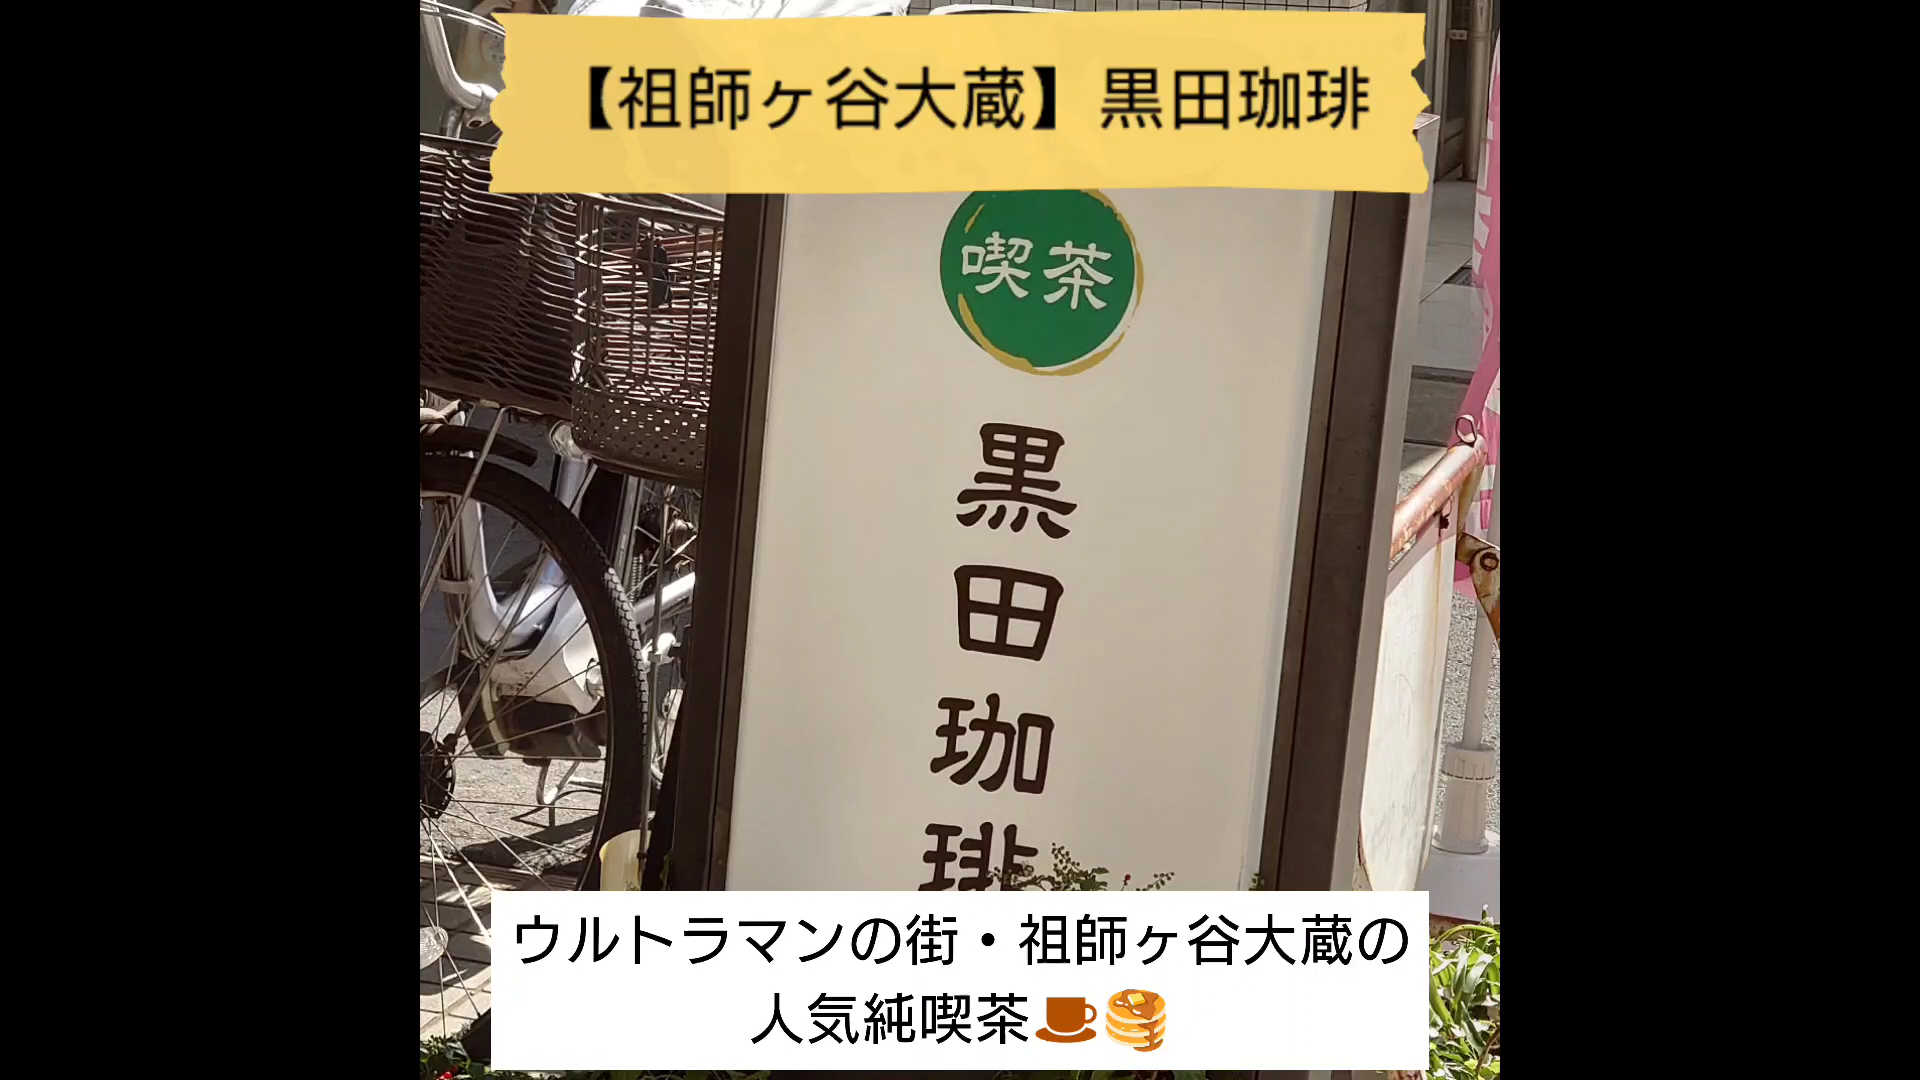 【祖師ヶ谷大蔵】黒田珈琲
喫茶
黒田珈琲
ウルトラマンの街・祖師ヶ谷大蔵の
人気純喫茶☕🥞